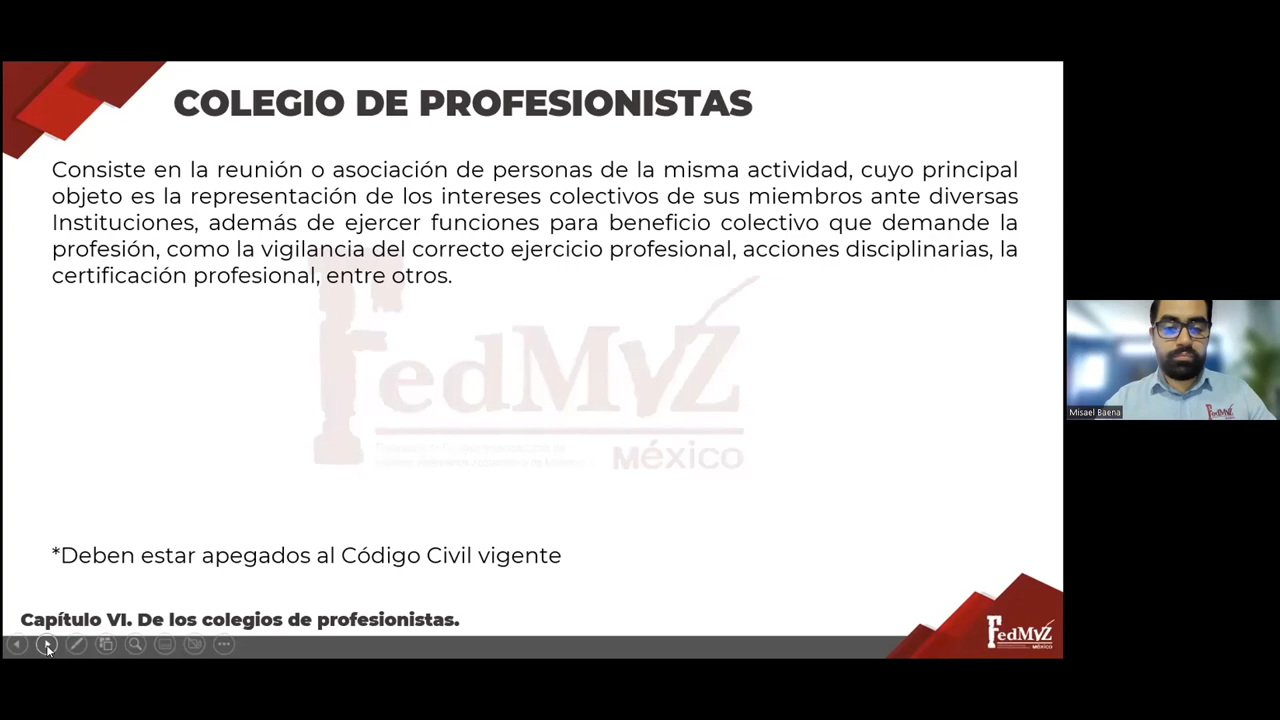 COLEGIO DE PROFESIONISTAS
Consiste en la reunión o asociación de personas de la misma actividad, cuyo principal
objeto es la representación de los intereses colectivos de sus miembros ante diversas
Instituciones, además de ejercer funciones para beneficio colectivo que demande la
profesión, como la vigilancia del correcto ejercicio profesional, acciones disciplinarias, la
certificación profesional, entre otros.
FedMVZ
México
*Deben estar apegados al Código Civil vigente
Capítulo VI. De los colegios de profesionistas.
FedMVZ
México
FedMVZ
Misael Baena